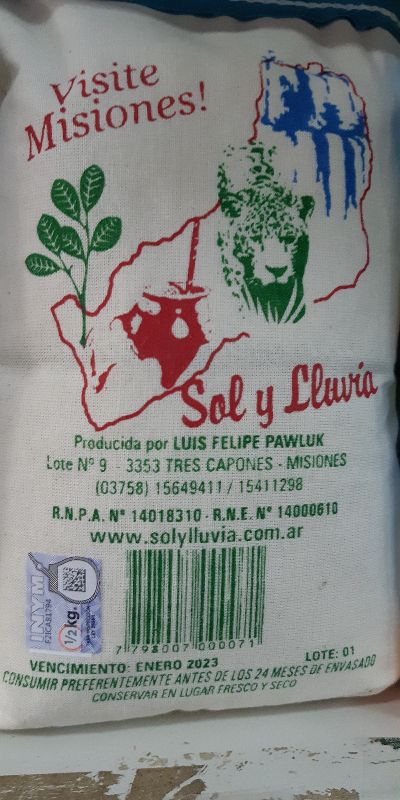 Visite
Misiones!
Sol y Lluvia
Producida por LUIS FELIPE PAWLUK
Lote Nº 9 - 3353 TRES CAPONES - MISIONES
(03758) 15649411 / 15411298
R.N.P.A. Nº 14018310 - R.N.E. Nº 14000610
www.solylluvia.com.ar
INYM
1/2 kg.
7 798007 000071
VENCIMIENTO: ENERO 2023
LOTE: 01
CONSUMIR PREFERENTEMENTE ANTES DE LOS 24 MESES DE ENVASADO
CONSERVAR EN LUGAR FRESCO Y SECO